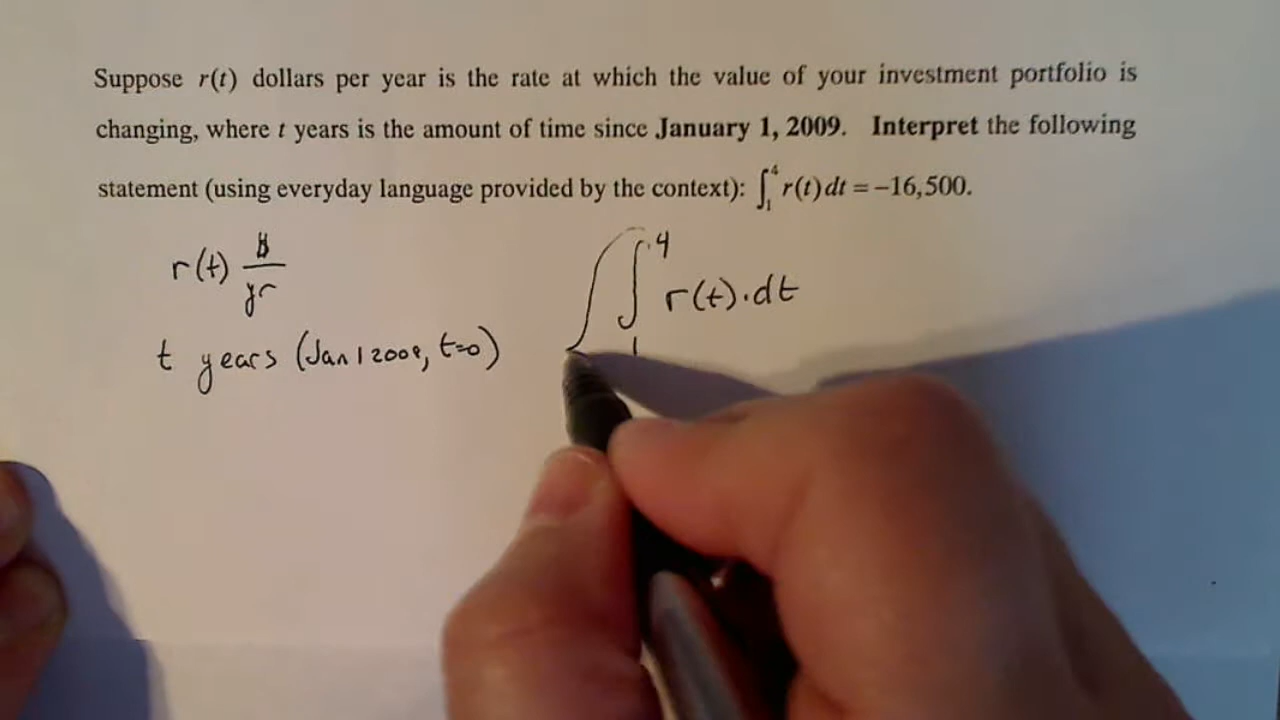 Suppose r(t) dollars per year is the rate at which the value of your investment portfolio is
changing, where t years is the amount of time since January 1, 2009. Interpret the following
statement (using everyday language provided by the context): ∫₁⁴ r(t) dt = −16,500.
r(t) $/yr
∫₁⁴ r(t)·dt
t years (Jan 1 2009, t=0)